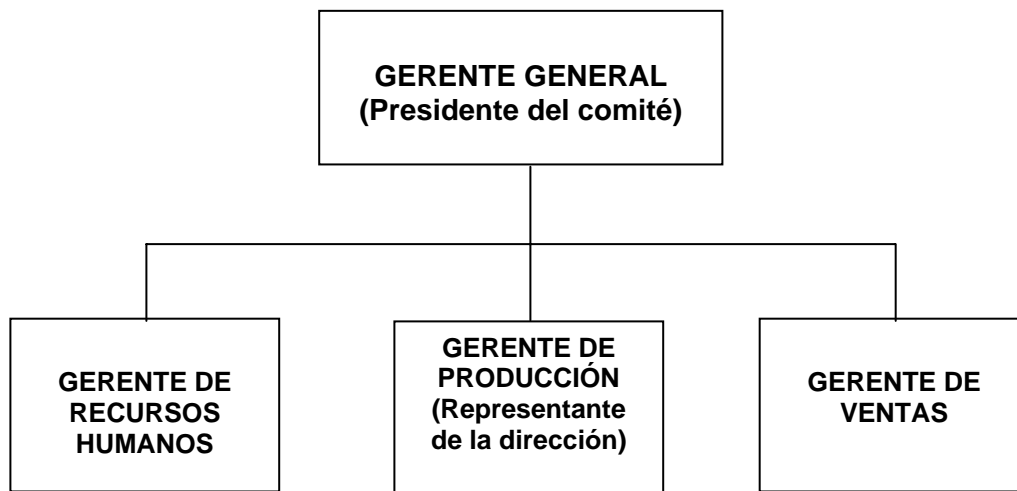 GERENTE GENERAL
(Presidente del comité)
GERENTE DE
RECURSOS
HUMANOS
GERENTE DE
PRODUCCIÓN
(Representante
de la dirección)
GERENTE DE
VENTAS